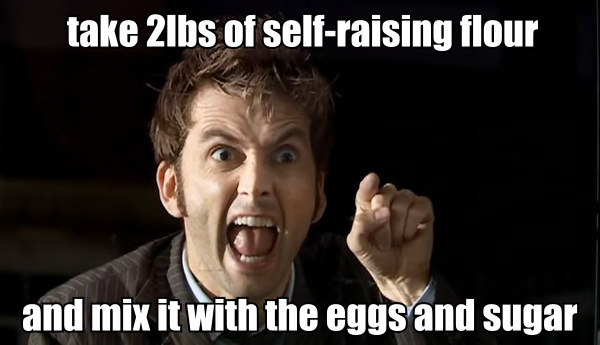 take 2lbs of self-raising flour
and mix it with the eggs and sugar